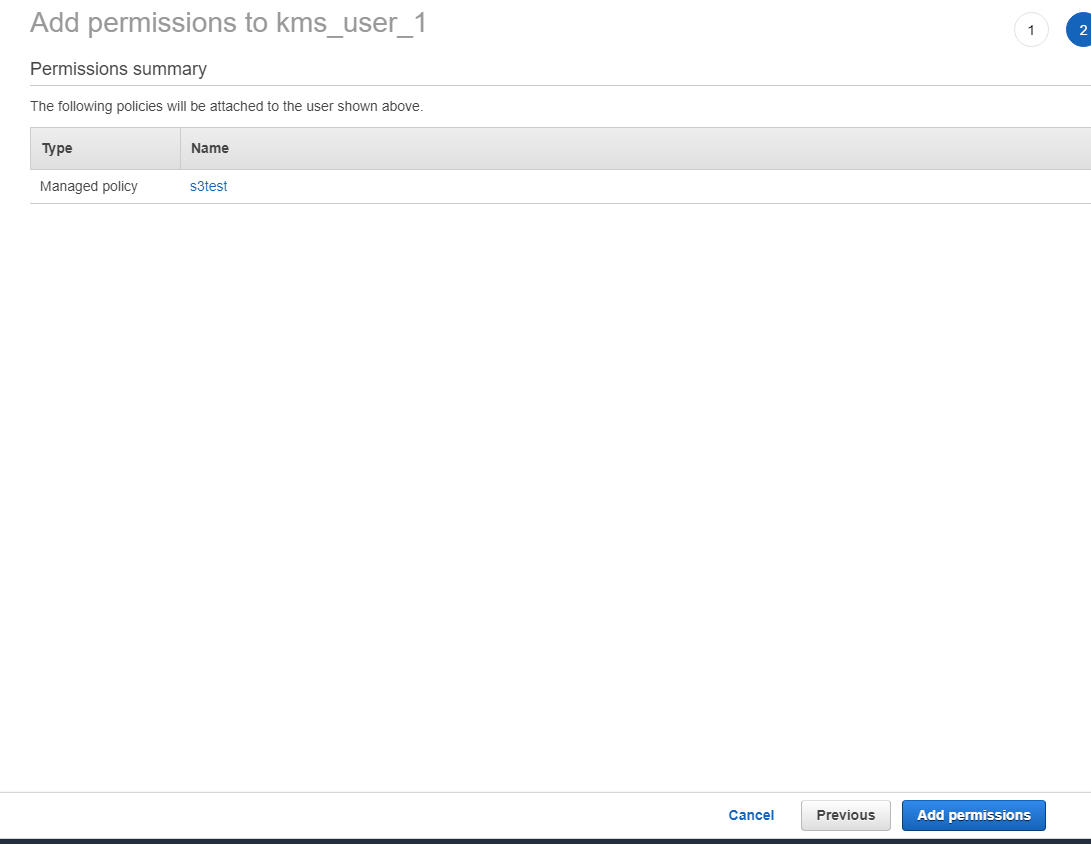 Add permissions to kms_user_1
1
2
Permissions summary
The following policies will be attached to the user shown above.
Type Name
Managed policy s3test
Cancel Previous Add permissions